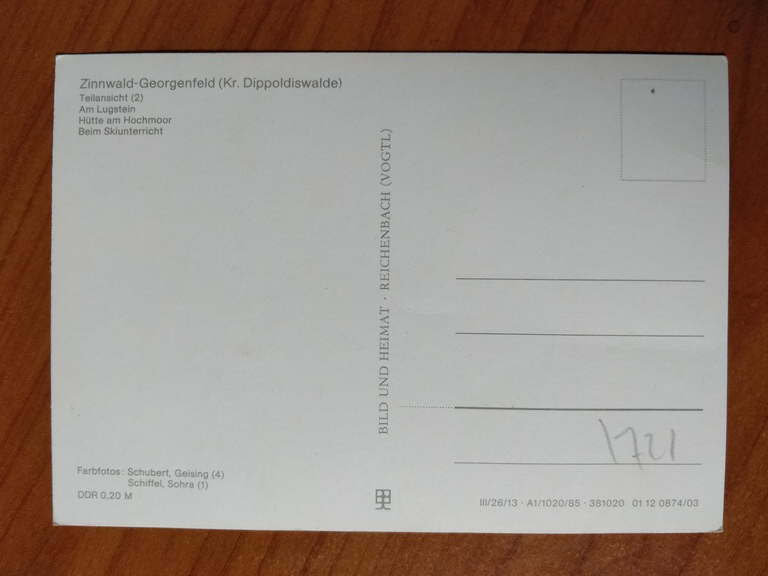 Zinnwald-Georgenfeld (Kr. Dippoldiswalde)
Teilansicht (2)
Am Lugstein
Hütte am Hochmoor
Beim Skiunterricht
BILD UND HEIMAT · REICHENBACH (VOGTL)
1721
Farbfotos: Schubert, Geising (4)
Schiffel, Sohra (1)
DDR 0,20 M
III/26/13 · A1/1020/85 · 381020 01 12 0874/03